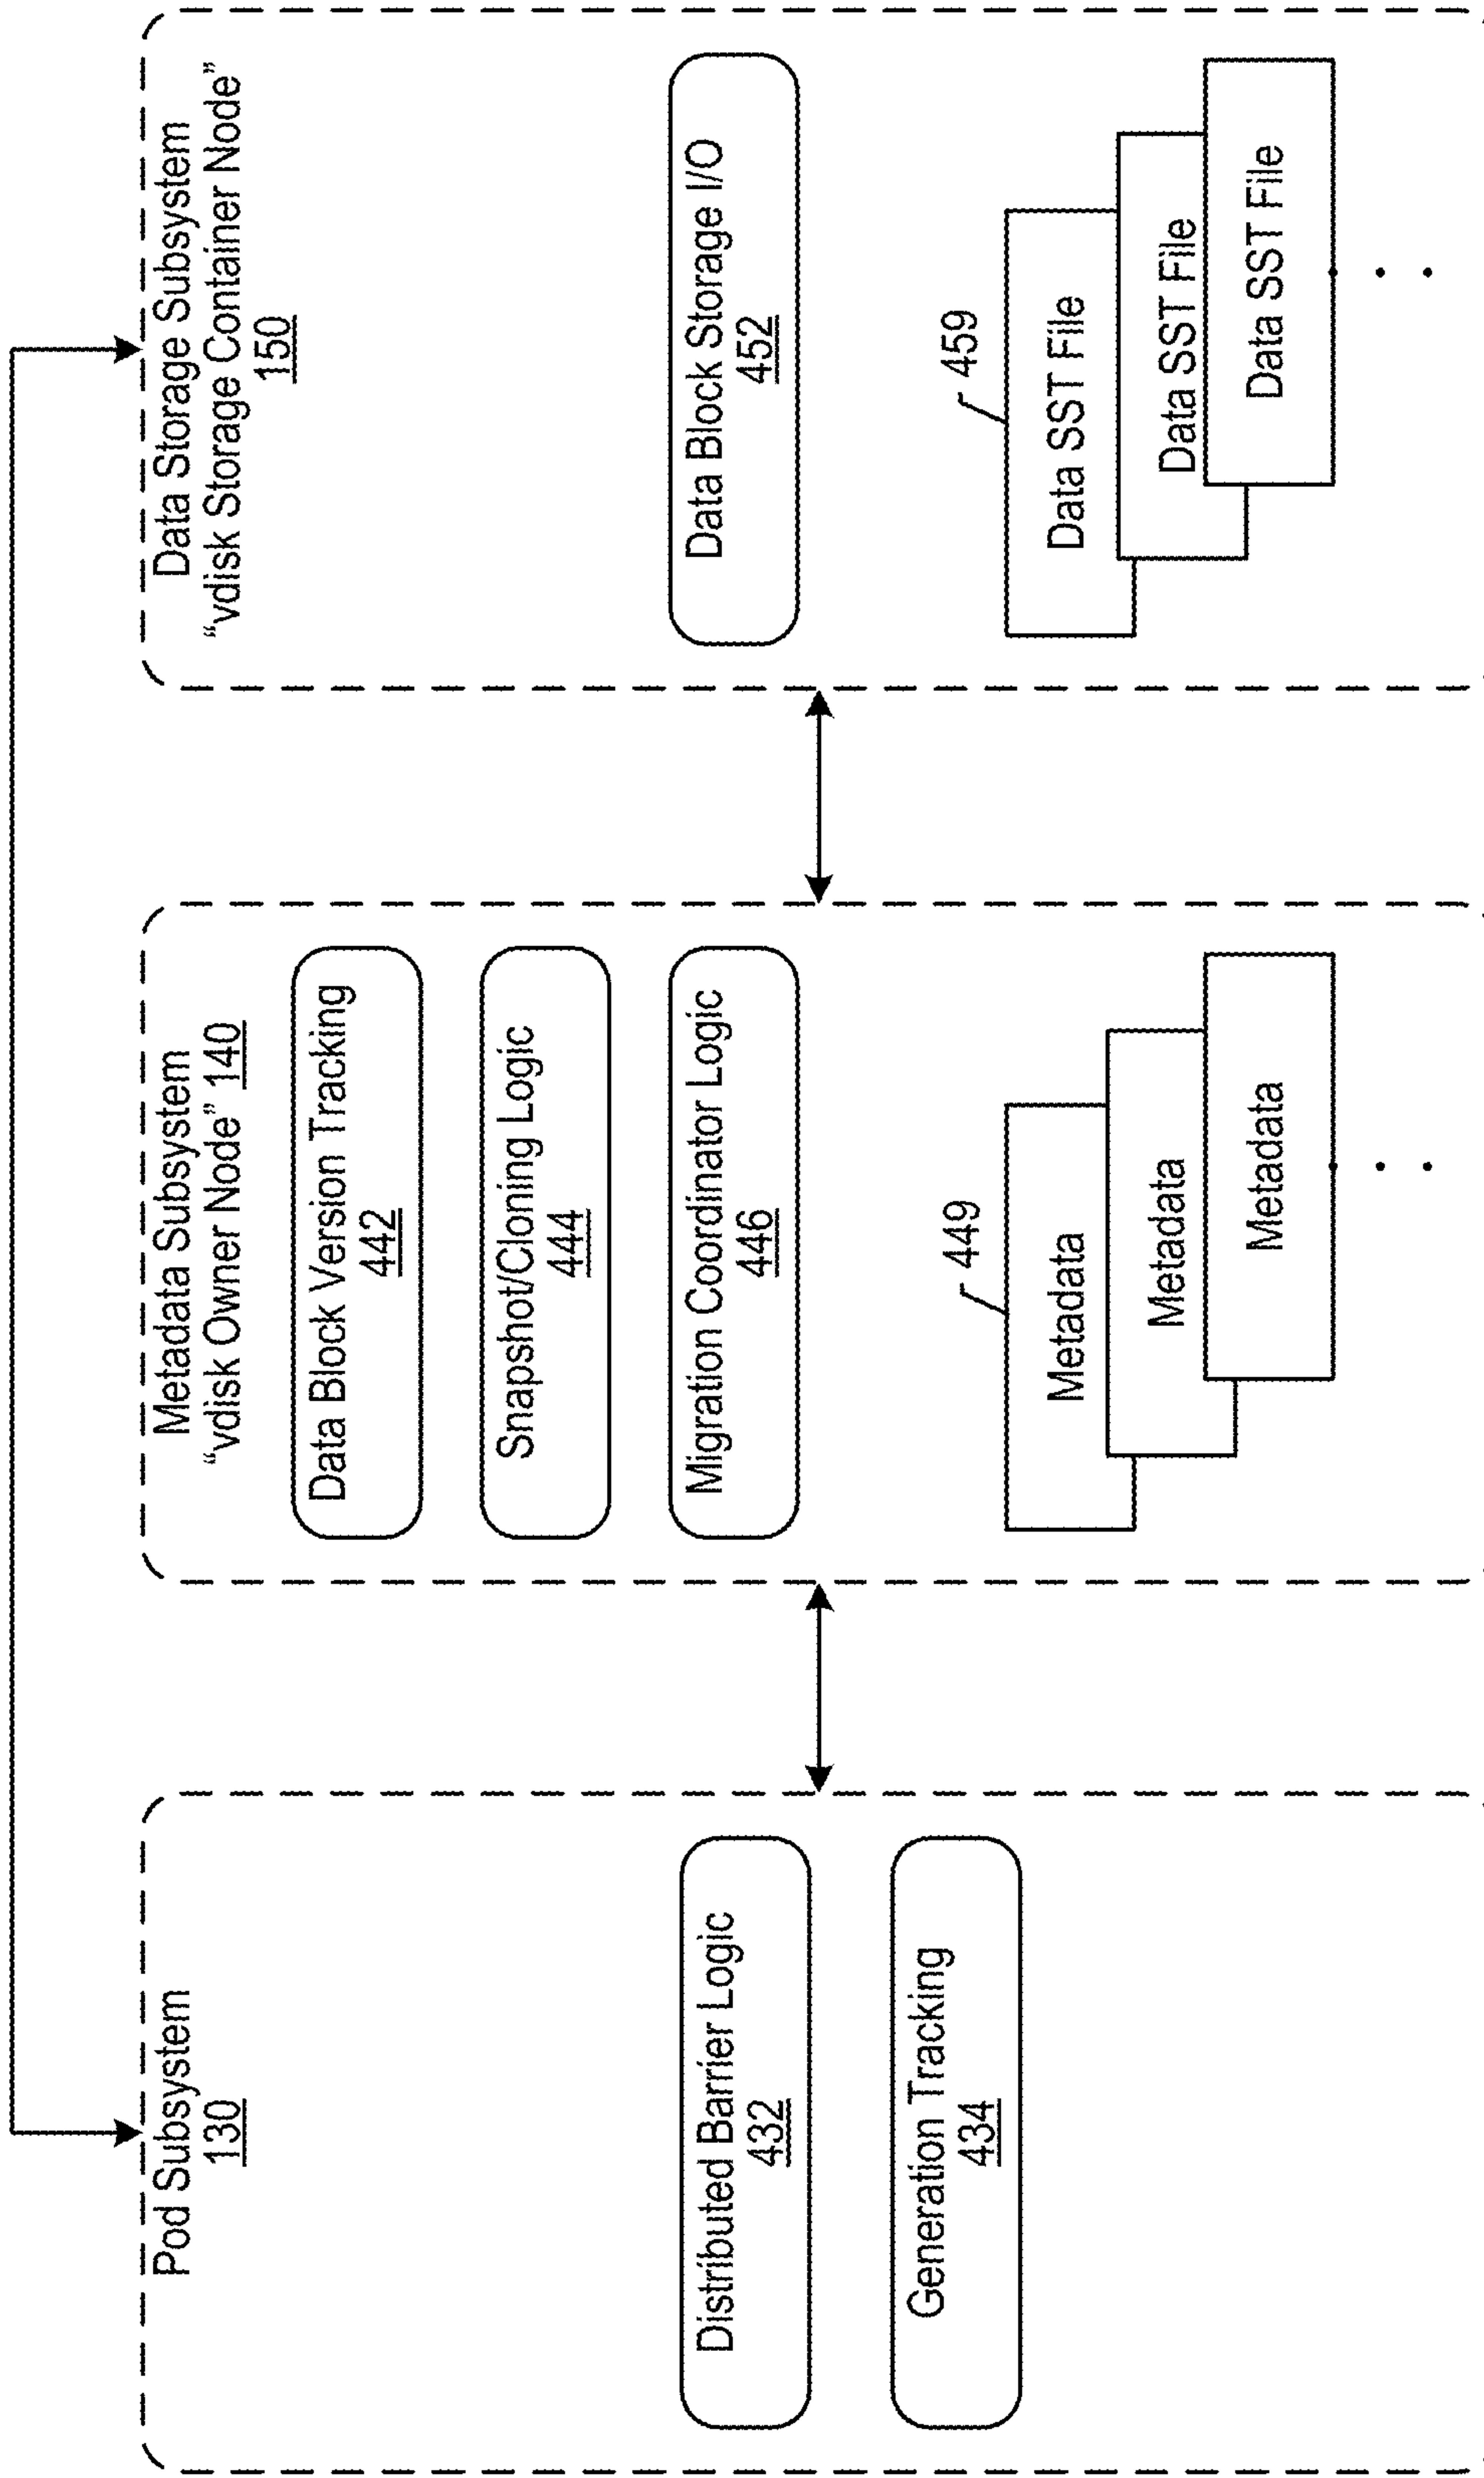 Pod Subsystem
130
Distributed Barrier Logic
432
Generation Tracking
434
Metadata Subsystem
“vdisk Owner Node” 140
Data Block Version Tracking
442
Snapshot/Cloning Logic
444
Migration Coordinator Logic
446
449
Metadata
Metadata
Metadata
Data Storage Subsystem
“vdisk Storage Container Node”
150
Data Block Storage I/O
452
459
Data SST File
Data SST File
Data SST File